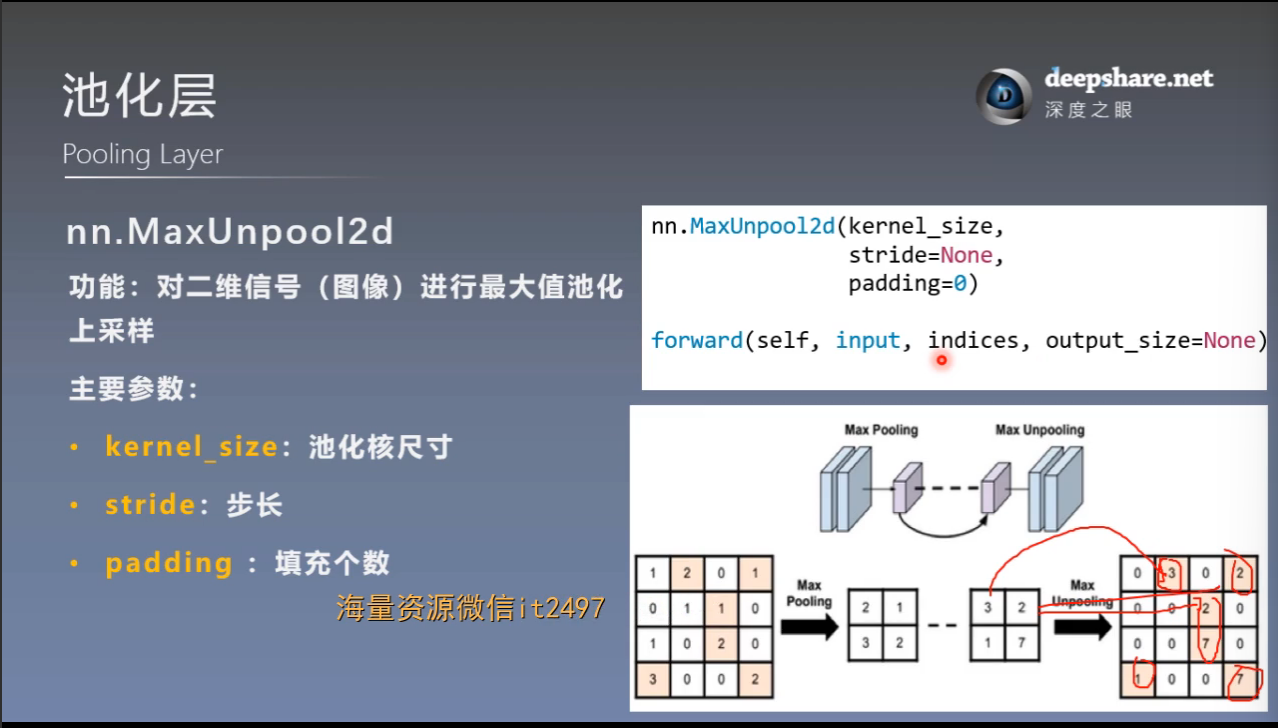 池化层
Pooling Layer
deepshare.net
深度之眼
nn.MaxUnpool2d
功能：对二维信号（图像）进行最大值池化
上采样
主要参数：
• kernel_size：池化核尺寸
• stride：步长
• padding ：填充个数
海量资源微信it2497
nn.MaxUnpool2d(kernel_size,
stride=None,
padding=0)
forward(self, input, indices, output_size=None)
Max Pooling
Max Unpooling
1 2 0 1
0 1 1 0
1 0 2 0
3 0 0 2
Max
Pooling
2 1
3 2
3 2
1 7
Max
Unpooling
0 3 0 2
0 0 2 0
0 0 7 0
1 0 0 7